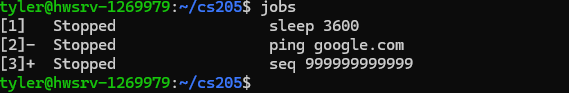 tyler@hwsrv-1269979:~/cs205$ jobs
[1]   Stopped                 sleep 3600
[2]-  Stopped                 ping google.com
[3]+  Stopped                 seq 999999999999
tyler@hwsrv-1269979:~/cs205$